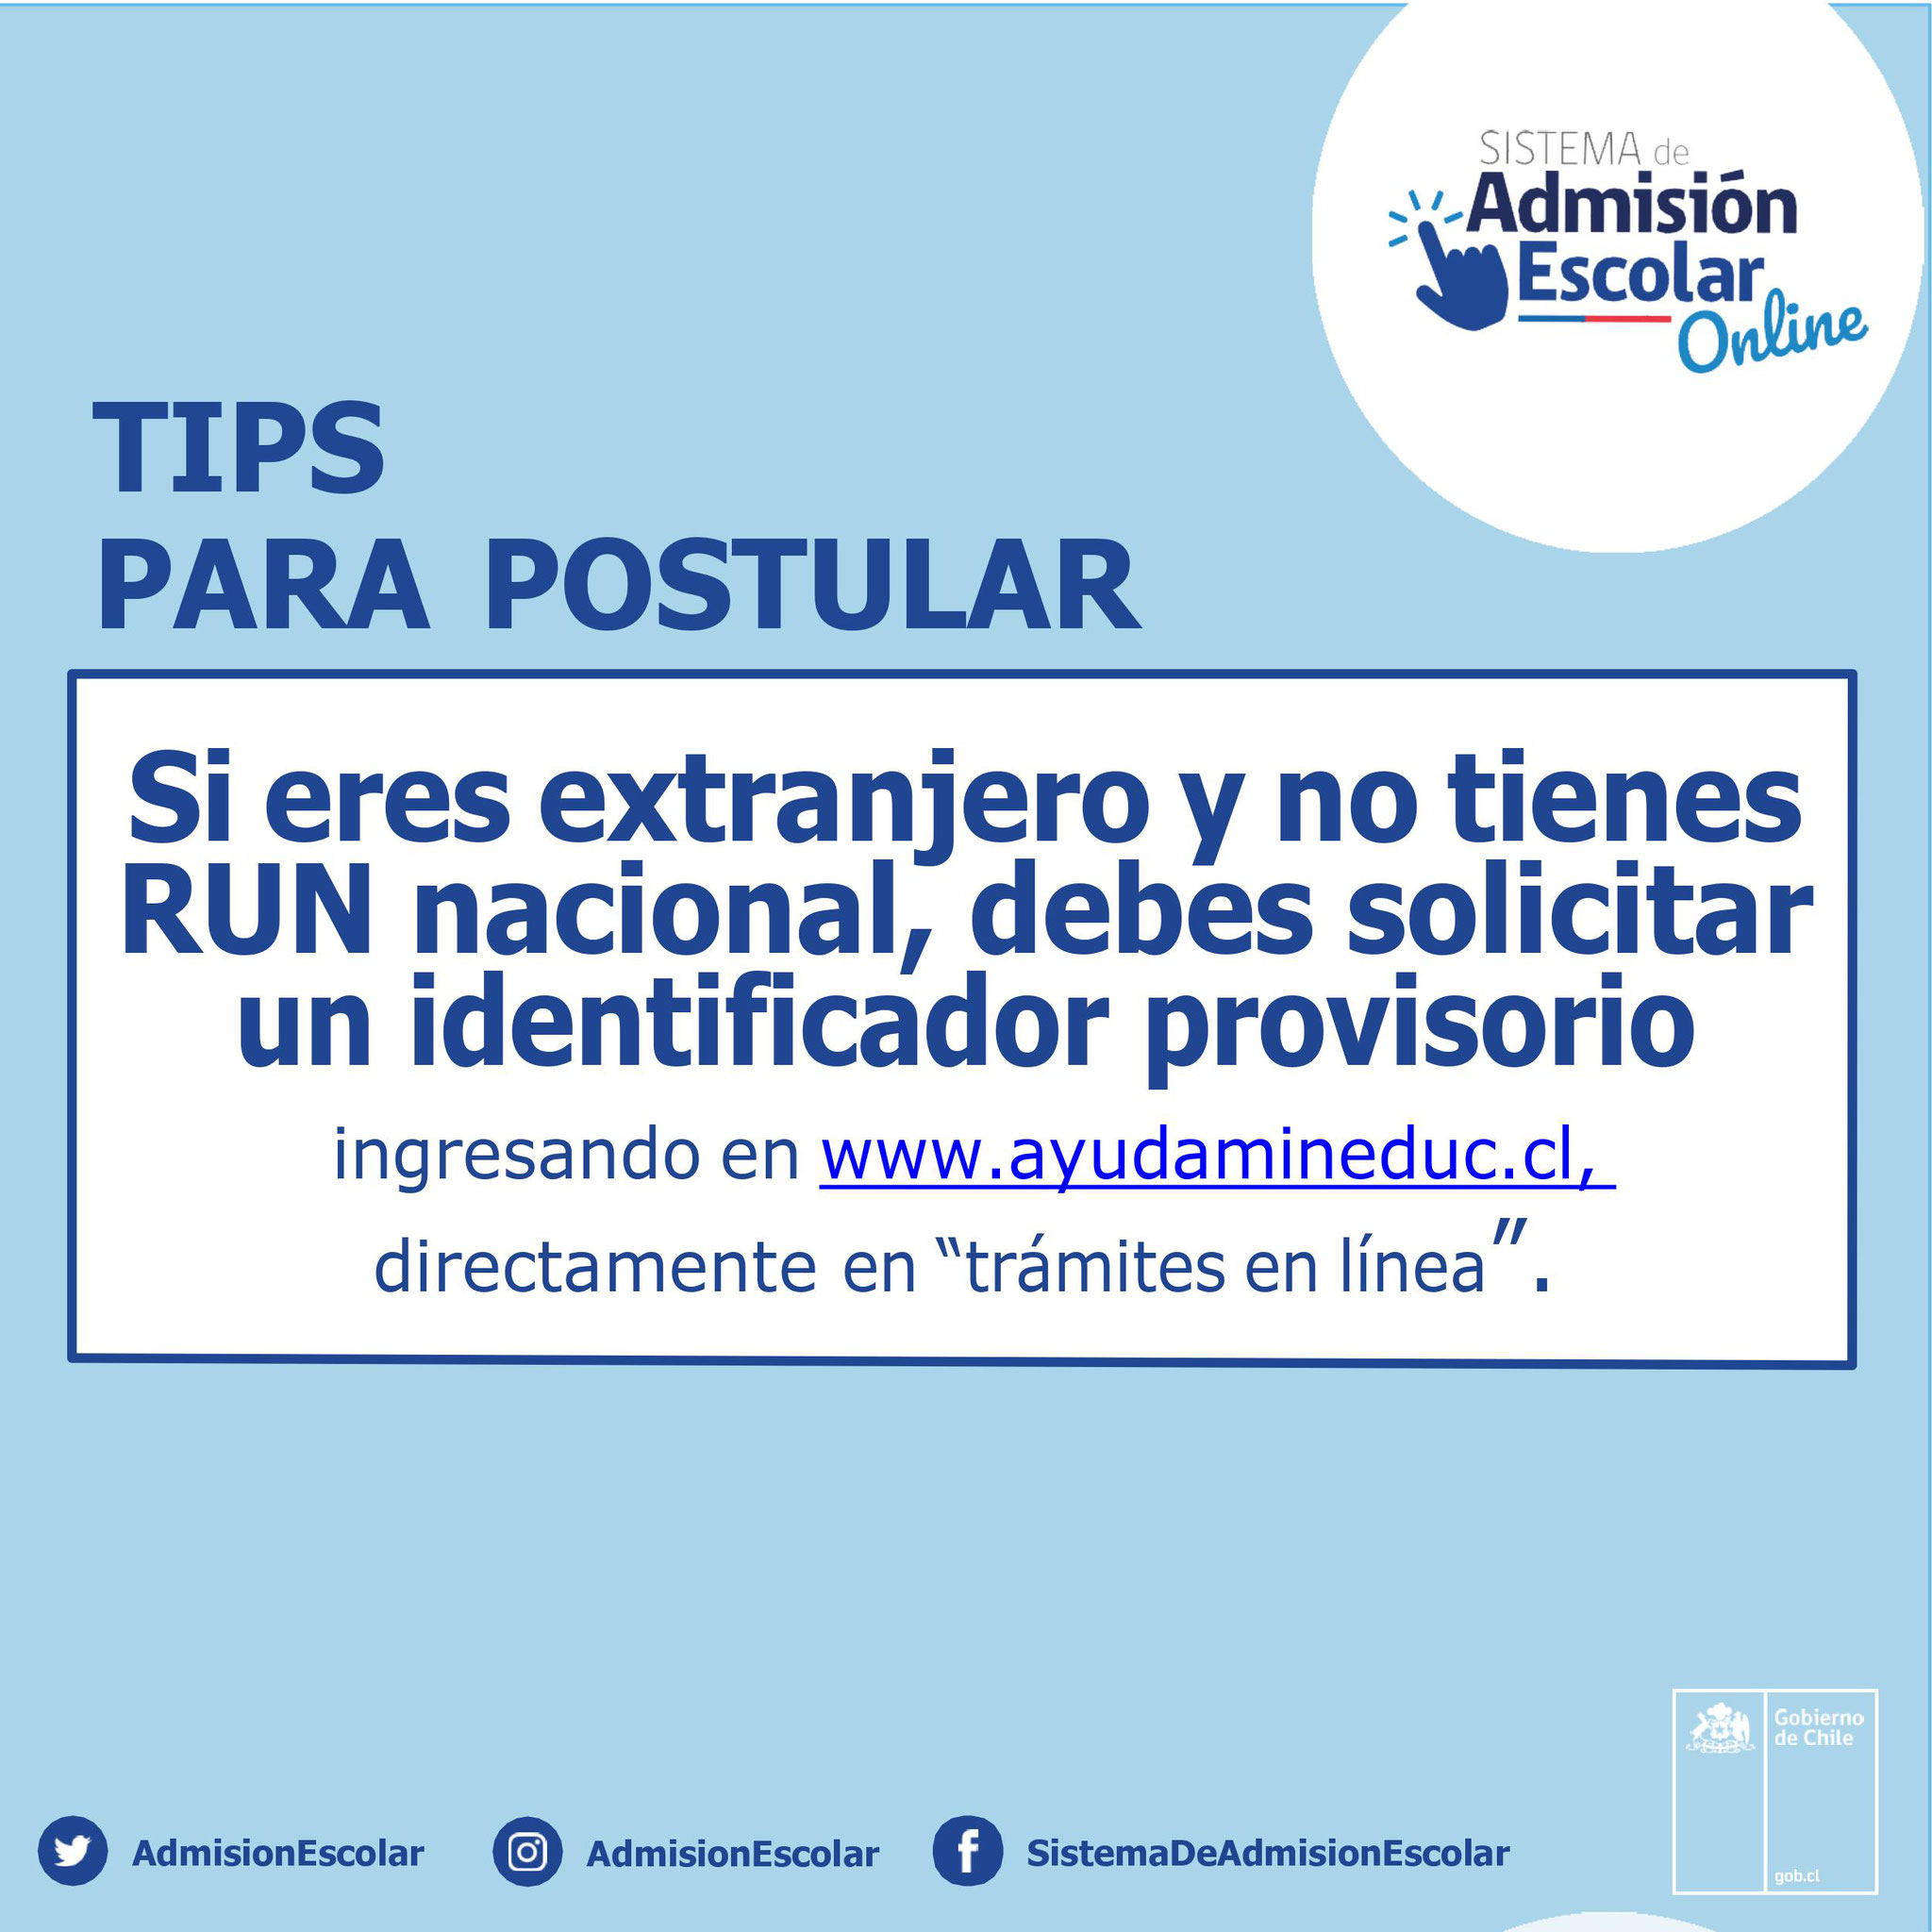 SISTEMA de
Admisión
Escolar
Online
TIPS
PARA POSTULAR
Si eres extranjero y no tienes
RUN nacional, debes solicitar
un identificador provisorio
ingresando en www.ayudamineduc.cl,
directamente en “trámites en línea”.
Gobierno
de Chile
gob.cl
AdmisionEscolar
AdmisionEscolar
SistemaDeAdmisionEscolar